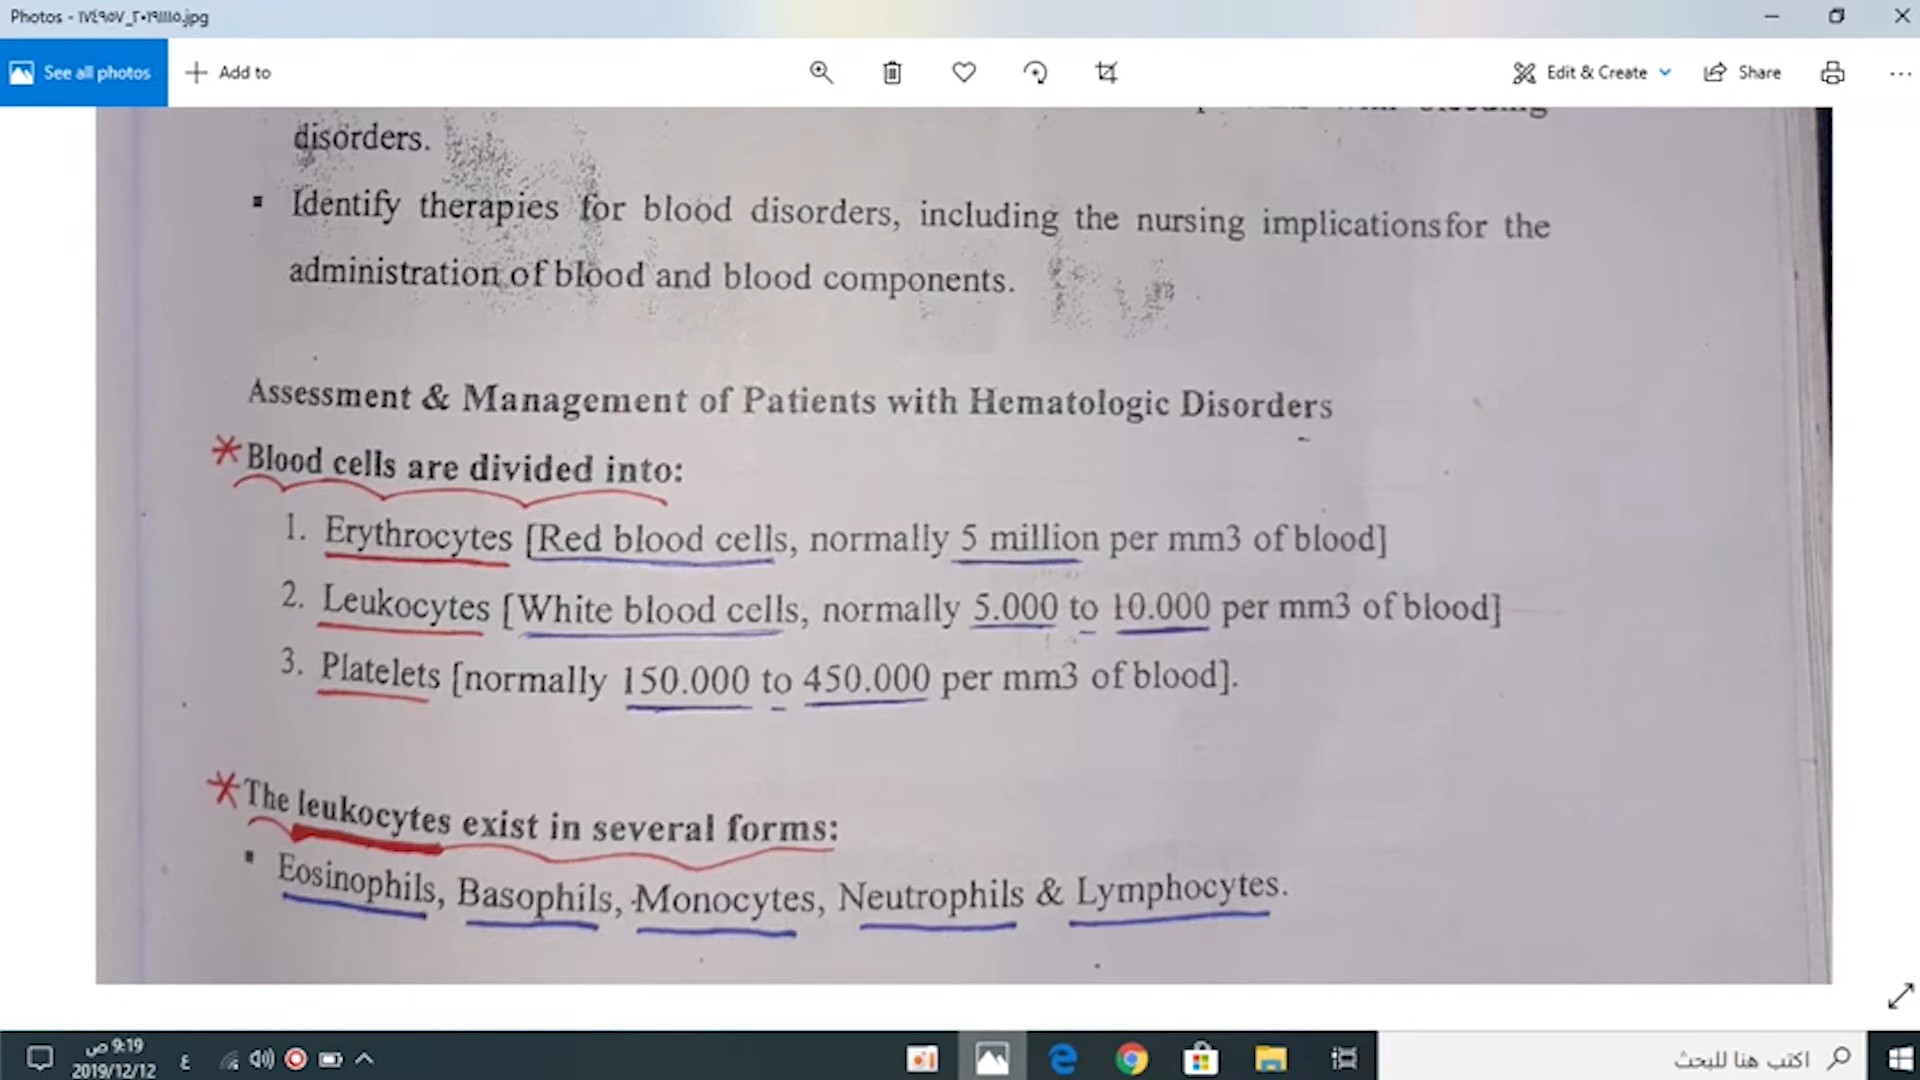 Photos - ٢٠١٩١١١٥_١٧٤٩٥٧.jpg
See all photos
Add to
Edit & Create
Share
disorders.
▪ Identify therapies for blood disorders, including the nursing implicationsfor the
administration of blood and blood components.
Assessment & Management of Patients with Hematologic Disorders
*Blood cells are divided into:
1. Erythrocytes [Red blood cells, normally 5 million per mm3 of blood]
2. Leukocytes [White blood cells, normally 5.000 to 10.000 per mm3 of blood]
3. Platelets [normally 150.000 to 450.000 per mm3 of blood].
*The leukocytes exist in several forms:
▪ Eosinophils, Basophils, Monocytes, Neutrophils & Lymphocytes.
9:19 ص
2019/12/12
ع
اكتب هنا للبحث